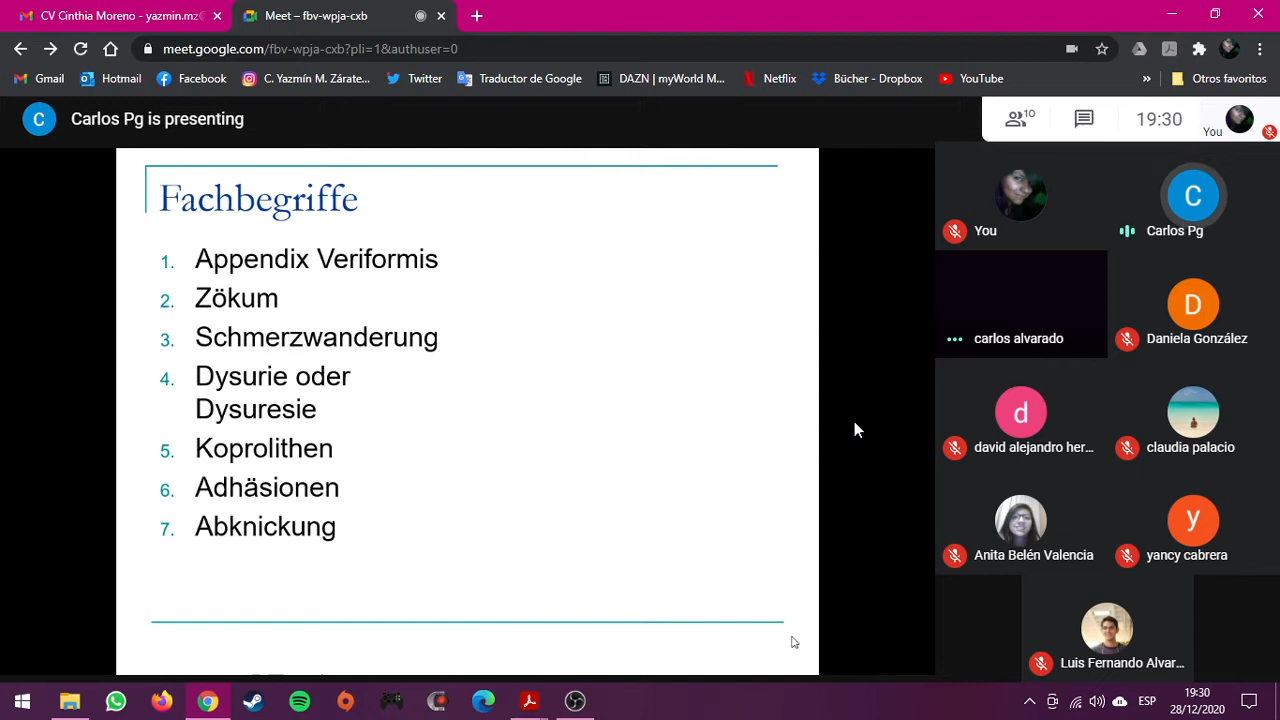 CV Cinthia Moreno - yazmin.mz@
Meet – fbv-wpja-cxb
meet.google.com/fbv-wpja-cxb?pli=1&authuser=0
Gmail
Hotmail
Facebook
C. Yazmín M. Zárate...
Twitter
Traductor de Google
DAZN | myWorld M...
Netflix
Bücher - Dropbox
YouTube
»
Otros favoritos
C
Carlos Pg is presenting
10
19:30
You
Fachbegriffe
1. Appendix Veriformis
2. Zökum
3. Schmerzwanderung
4. Dysurie oder
Dysuresie
5. Koprolithen
6. Adhäsionen
7. Abknickung
You
C
Carlos Pg
carlos alvarado
D
Daniela González
d
david alejandro her...
claudia palacio
Anita Belén Valencia
y
yancy cabrera
Luis Fernando Alvar...
ESP
19:30
28/12/2020